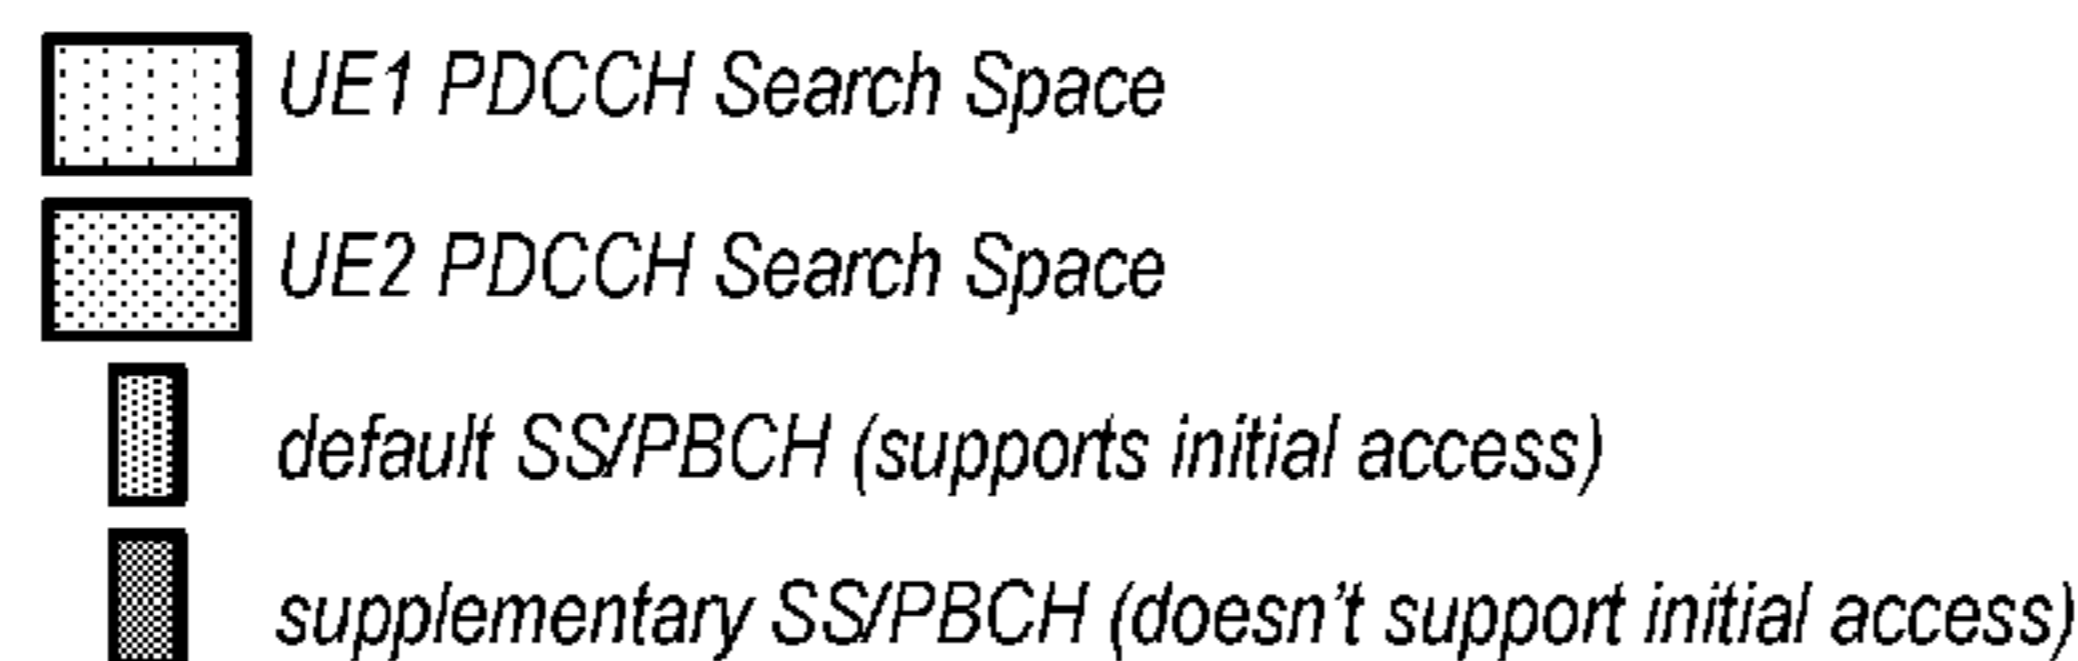 UE1 PDCCH Search Space
UE2 PDCCH Search Space
default SS/PBCH (supports initial access)
supplementary SS/PBCH (doesn't support initial access)